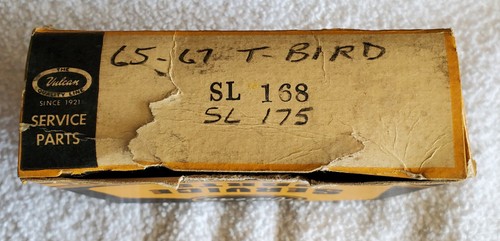 65-67 T-BIRD
THE
Vulcan
QUALITY LINE
SINCE 1921
SERVICE
PARTS
SL 168
SL 175